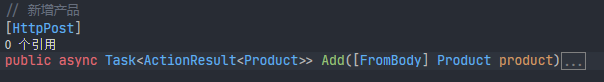 // 新增产品
[HttpPost]
0 个引用
public async Task<ActionResult<Product>> Add([FromBody] Product product)...